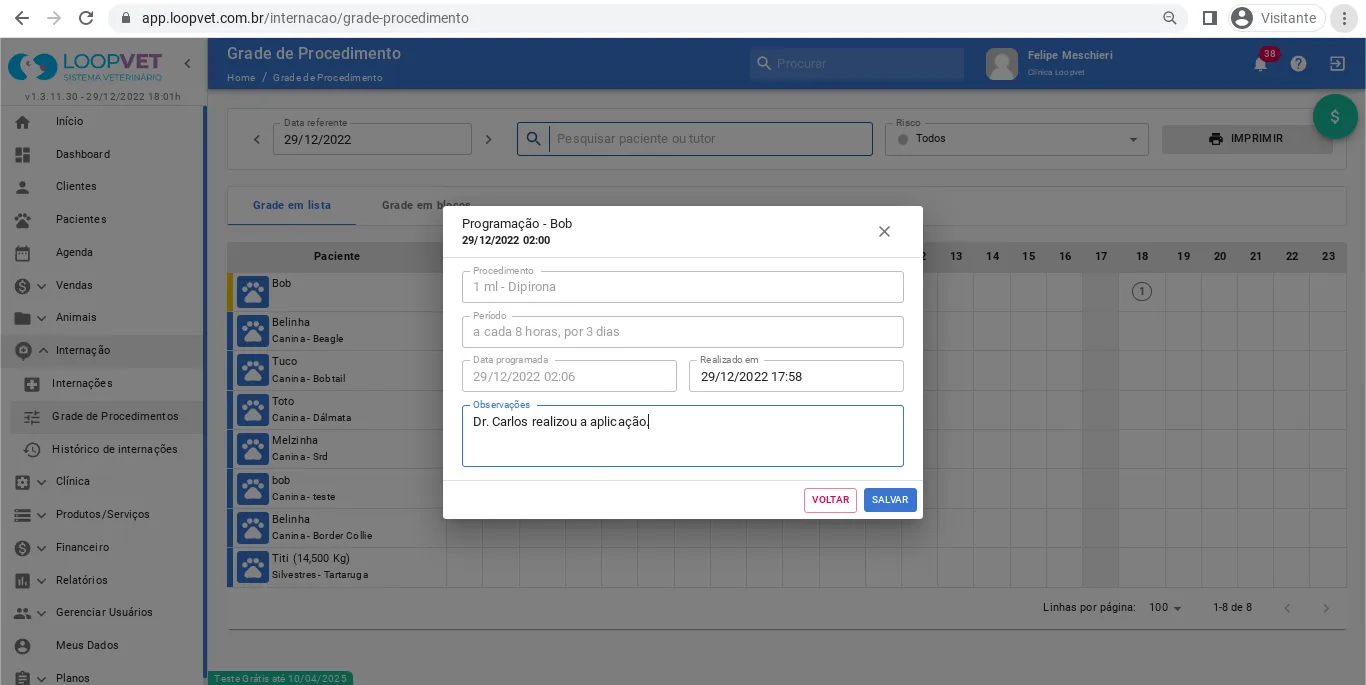 app.loopvet.com.br/internacao/grade-procedimento
Visitante
LOOPVET
SISTEMA VETERINÁRIO
v1.3.11.30 - 29/12/2022 18:01h
Grade de Procedimento
Home / Grade de Procedimento
Procurar
Felipe Meschieri
Clínica Loopvet
38
Início
Dashboard
Clientes
Pacientes
Agenda
Vendas
Animais
Internação
Internações
Grade de Procedimentos
Histórico de internações
Clínica
Produtos/Serviços
Financeiro
Relatórios
Gerenciar Usuários
Meus Dados
Planos
Data referente
29/12/2022
Pesquisar paciente ou tutor
Risco
Todos
IMPRIMIR
$
Grade em lista
Grade em blocos
Paciente
13 14 15 16 17 18 19 20 21 22 23
Bob
1
Belinha
Canina - Beagle
Tuco
Canina - Bobtail
Toto
Canina - Dálmata
Melzinha
Canina - Srd
bob
Canina - teste
Belinha
Canina - Border Collie
Titi (14,500 Kg)
Silvestres - Tartaruga
Programação - Bob
29/12/2022 02:00
Procedimento
1 ml - Dipirona
Período
a cada 8 horas, por 3 dias
Data programada
29/12/2022 02:06
Realizado em
29/12/2022 17:58
Observações
Dr. Carlos realizou a aplicação.
VOLTAR
SALVAR
Linhas por página: 100
1-8 de 8
Teste Grátis até 10/04/2025